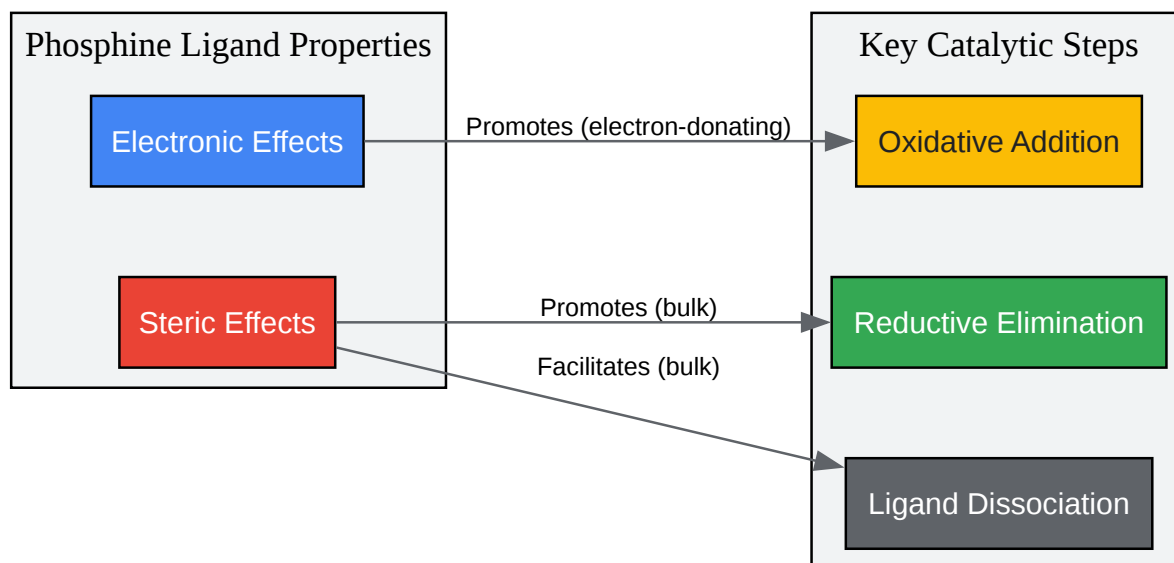 Phosphine Ligand Properties
Key Catalytic Steps
Electronic Effects
Promotes (electron-donating)
Oxidative Addition
Steric Effects
Promotes (bulk)
Reductive Elimination
Facilitates (bulk)
Ligand Dissociation